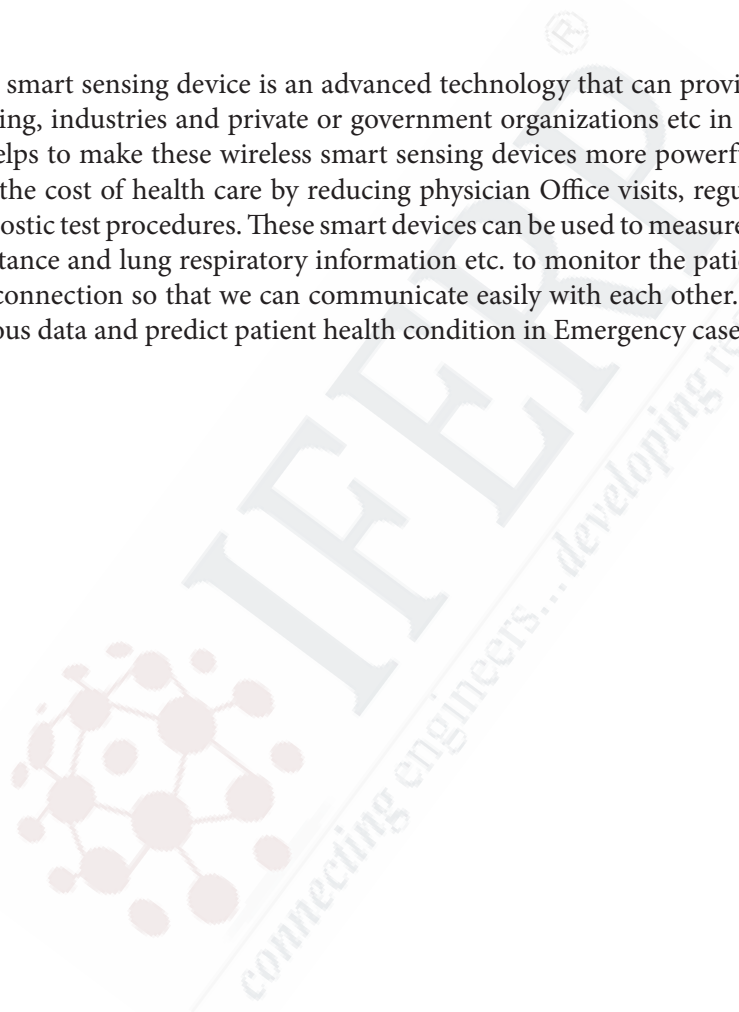 ®
smart sensing device is an advanced technology that can provi
ing, industries and private or government organizations etc in
elps to make these wireless smart sensing devices more powerf
the cost of health care by reducing physician Office visits, regu
ostic test procedures. These smart devices can be used to measure
tance and lung respiratory information etc. to monitor the patie
connection so that we can communicate easily with each other.
ous data and predict patient health condition in Emergency case
IFERP
connecting engineers...developing re